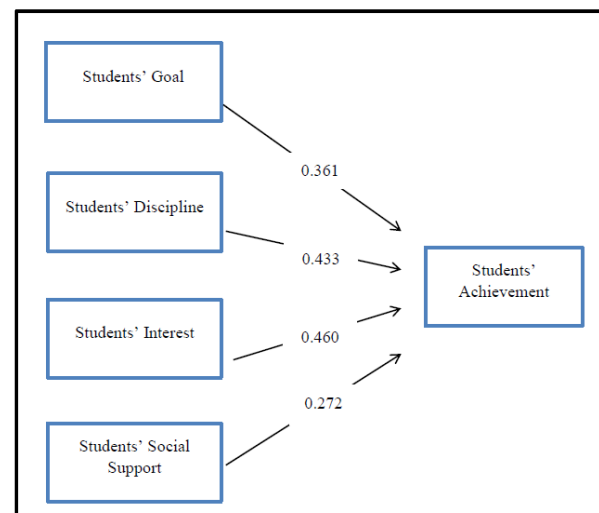 Students’ Goal
0.361
Students’ Discipline
0.433
Students’
Achievement
Students’ Interest
0.460
0.272
Students’ Social
Support